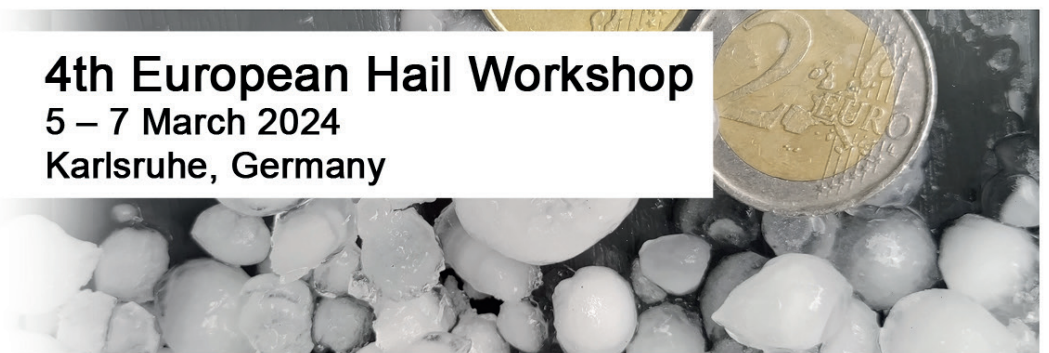 4th European Hail Workshop
5 – 7 March 2024
Karlsruhe, Germany
2
EURO